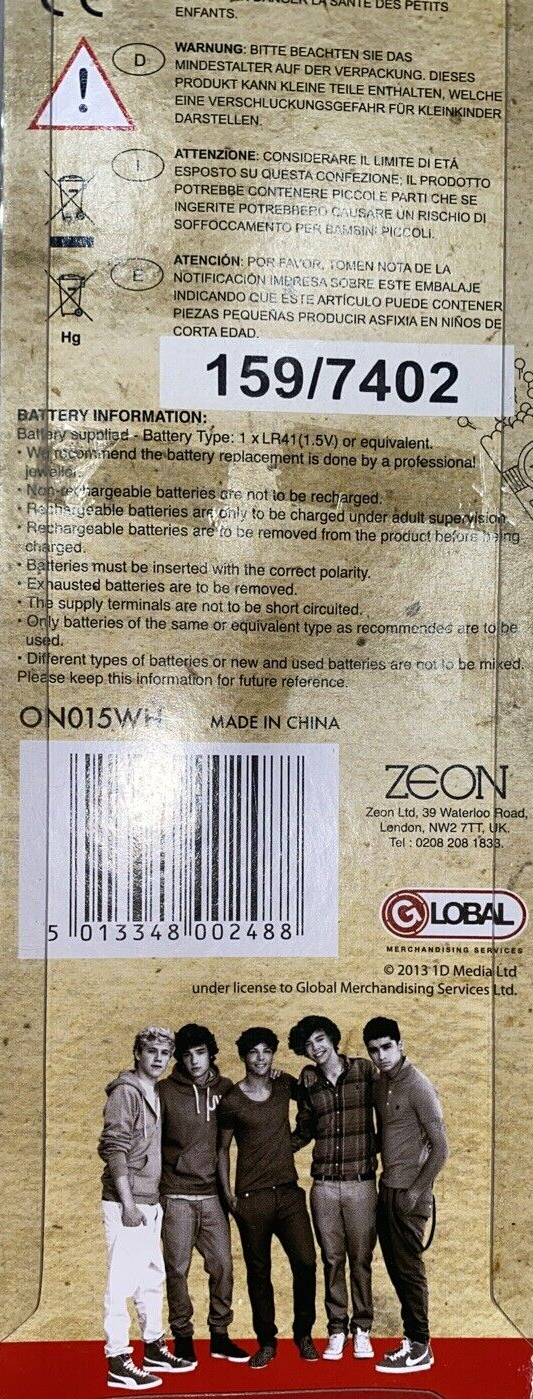 DANGER LA SANTÉ DES PETITS
ENFANTS.
D
WARNUNG: BITTE BEACHTEN SIE DAS
MINDESTALTER AUF DER VERPACKUNG. DIESES
PRODUKT KANN KLEINE TEILE ENTHALTEN, WELCHE
EINE VERSCHLUCKUNGSGEFAHR FÜR KLEINKINDER
DARSTELLEN.
I
ATTENZIONE: CONSIDERARE IL LIMITE DI ETÁ
ESPOSTO SU QUESTA CONFEZIONE; IL PRODOTTO
POTREBBE CONTENERE PICCOLE PARTI CHE SE
INGERITE POTREBBERO CAUSARE UN RISCHIO DI
SOFFOCCAMENTO PER BAMBINI PICCOLI.
E
ATENCIÓN: POR FAVOR, TOMEN NOTA DE LA
NOTIFICACIÓN IMPRESA SOBRE ESTE EMBALAJE
INDICANDO QUE ESTE ARTÍCULO PUEDE CONTENER
PIEZAS PEQUEÑAS PRODUCIR ASFIXIA EN NIÑOS DE
CORTA EDAD.
Hg
159/7402
BATTERY INFORMATION:
Battery supplied - Battery Type: 1 x LR41(1.5V) or equivalent.
• We recommend the battery replacement is done by a professional
jeweller.
• Non-rechargeable batteries are not to be recharged.
• Rechargeable batteries are only to be charged under adult supervision.
• Rechargeable batteries are to be removed from the product before being
charged.
• Batteries must be inserted with the correct polarity.
• Exhausted batteries are to be removed.
• The supply terminals are not to be short circuited.
• Only batteries of the same or equivalent type as recommended are to be
used.
• Different types of batteries or new and used batteries are not to be mixed.
Please keep this information for future reference.
ON015WH MADE IN CHINA
5 013348 002488
ZEON
Zeon Ltd, 39 Waterloo Road,
London, NW2 7TT, UK.
Tel : 0208 208 1833.
GLOBAL
MERCHANDISING SERVICES
© 2013 1D Media Ltd
under license to Global Merchandising Services Ltd.